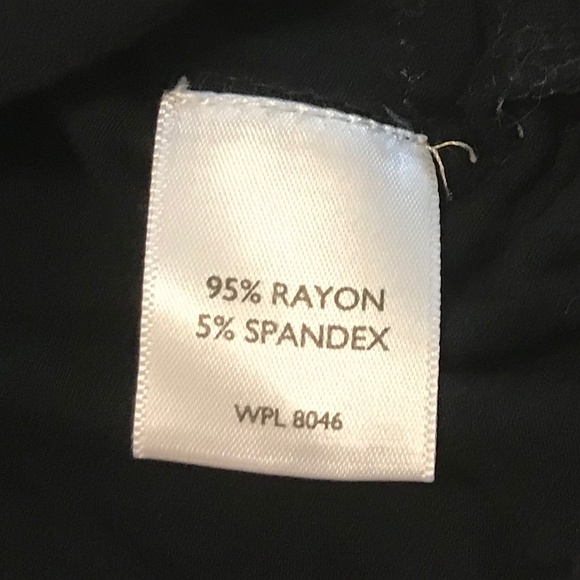 95% RAYON
5% SPANDEX
WPL 8046